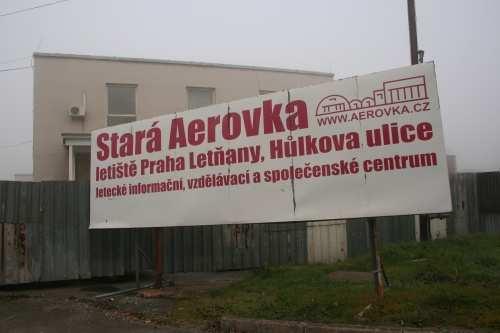 Stará Aerovka
WWW.AEROVKA.CZ
letiště Praha Letňany, Hůlkova ulice
letecké informační, vzdělávací a společenské centrum